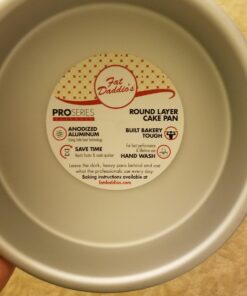 Fat
Daddio's
PROSERIES
ROUND LAYER
CAKE PAN
ANODIZED
ALUMINUM
BUILT BAKERY
TOUGH
SAVE TIME
HAND WASH
Leave the dark, heavy pans behind and use
what the professionals use every day.
Baking instructions available at
fatdaddios.com